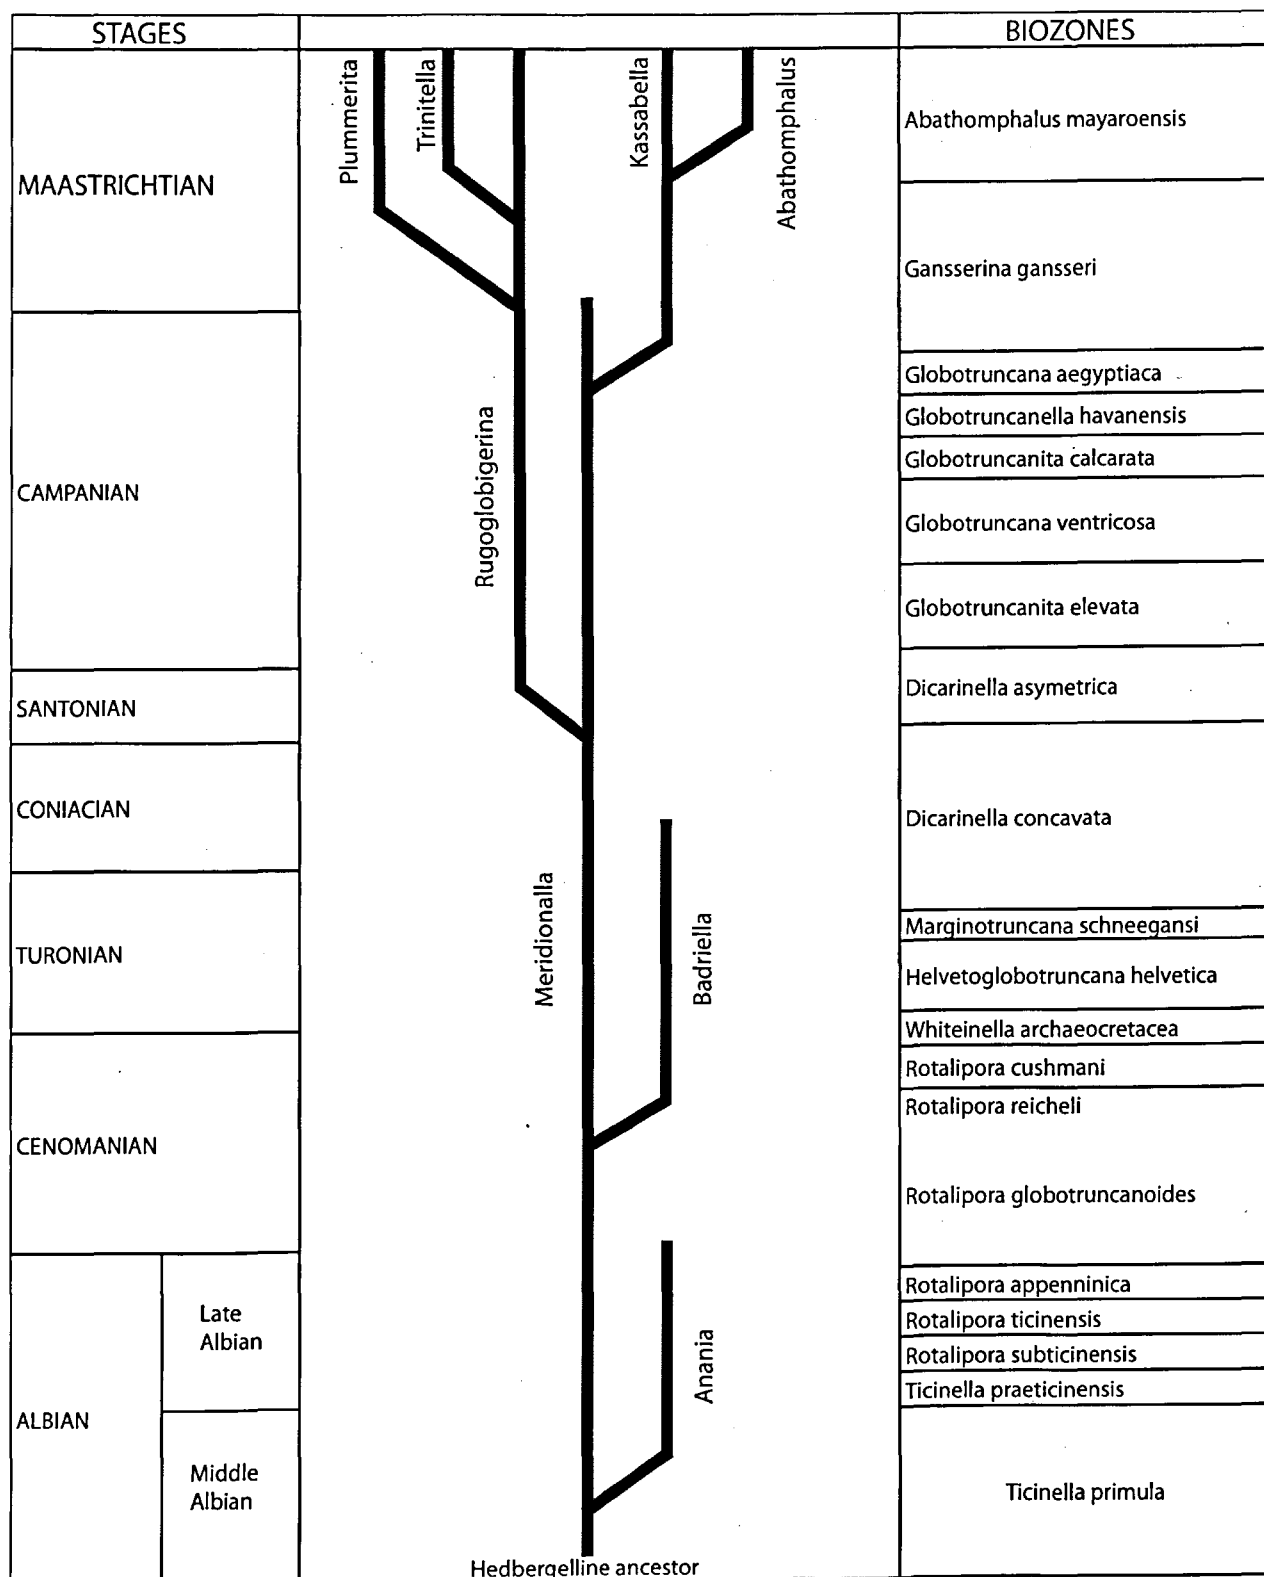 STAGES
BIOZONES
Plummerita
Trinitella
Kassabella
Abathomphalus
Abathomphalus mayaroensis
MAASTRICHTIAN
Gansserina gansseri
Globotruncana aegyptiaca
Globotruncanella havanensis
Globotruncanita calcarata
CAMPANIAN
Rugoglobigerina
Globotruncana ventricosa
Globotruncanita elevata
Dicarinella asymetrica
SANTONIAN
CONIACIAN
Dicarinella concavata
Meridionalla
Badriella
Marginotruncana schneegansi
TURONIAN
Helvetoglobotruncana helvetica
Whiteinella archaeocretacea
Rotalipora cushmani
Rotalipora reicheli
CENOMANIAN
Rotalipora globotruncanoides
Rotalipora appenninica
Late
Albian
Rotalipora ticinensis
Rotalipora subticinensis
Anania
Ticinella praeticinensis
ALBIAN
Middle
Albian
Ticinella primula
Hedbergelline ancestor